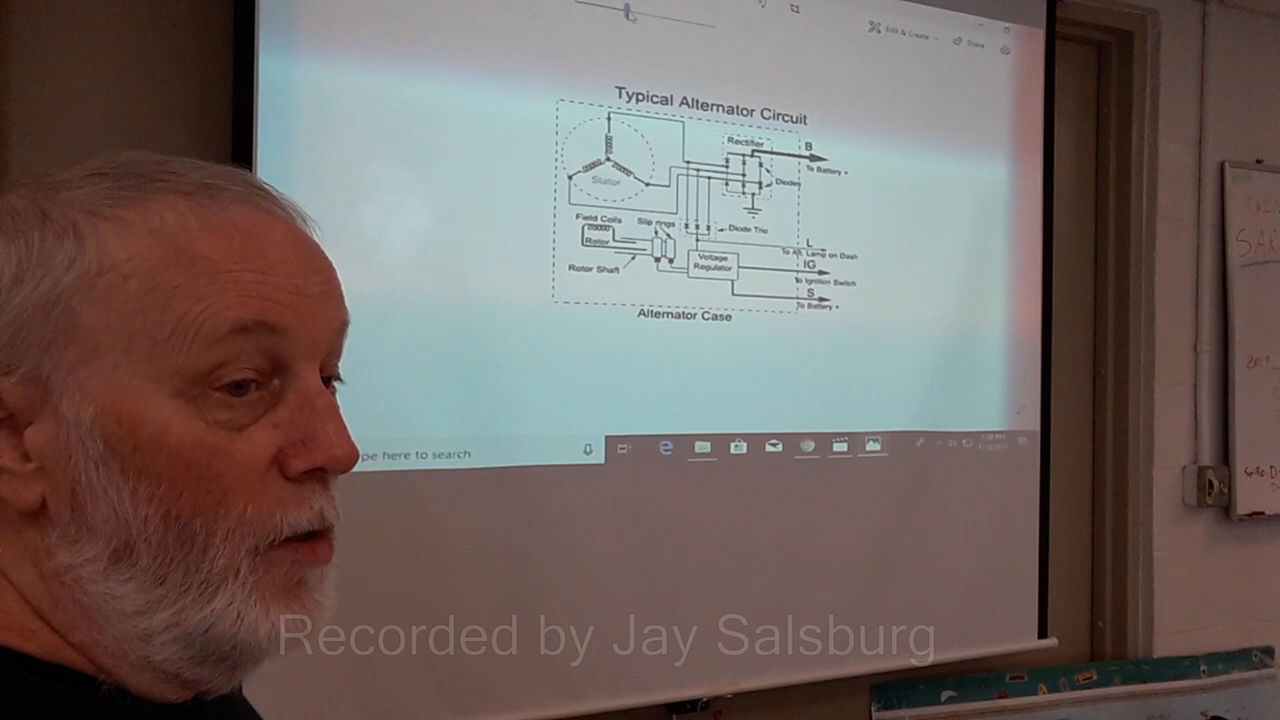 Edit & Create
Share
Typical Alternator Circuit
Rectifier
B
To Battery +
Diodes
Stator
Field Coils
Slip rings
Diode Trio
Rotor
L
To Alt. Lamp on Dash
Voltage
Regulator
IG
To Ignition Switch
Rotor Shaft
S
To Battery +
Alternator Case
pe here to search
SAR
Recorded by Jay Salsburg